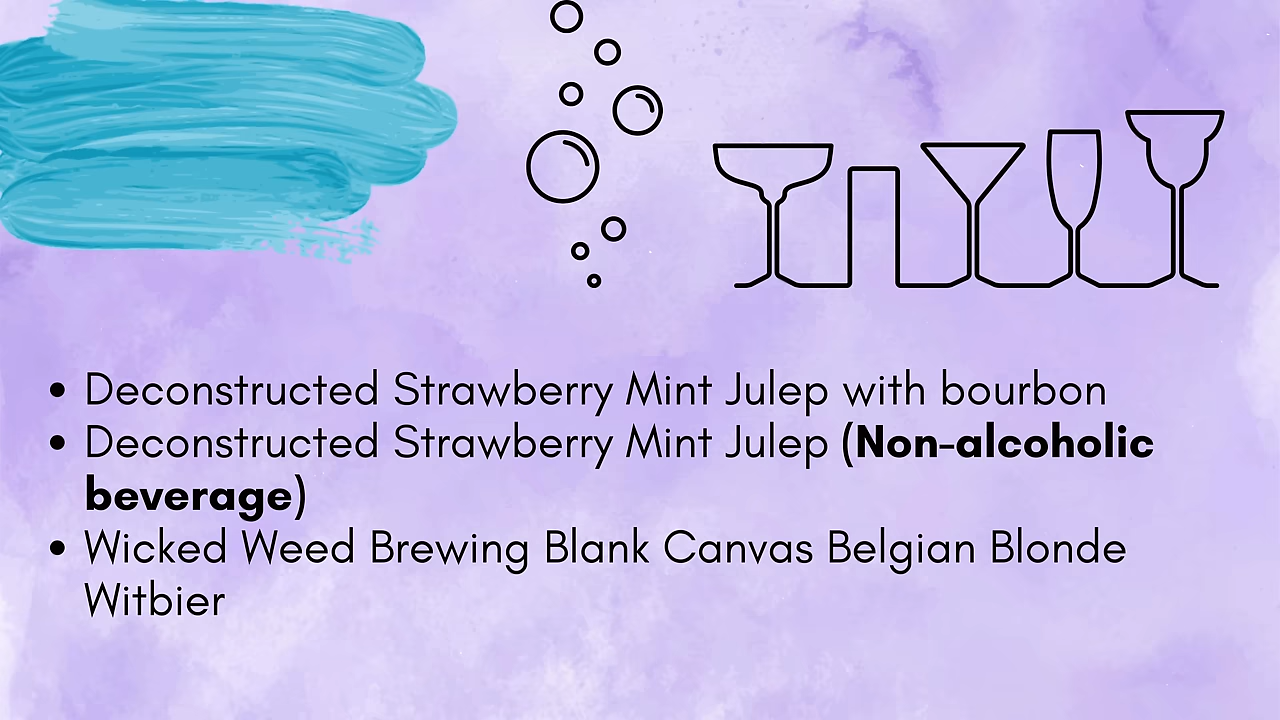 • Deconstructed Strawberry Mint Julep with bourbon
• Deconstructed Strawberry Mint Julep (Non-alcoholic
beverage)
• Wicked Weed Brewing Blank Canvas Belgian Blonde
Witbier